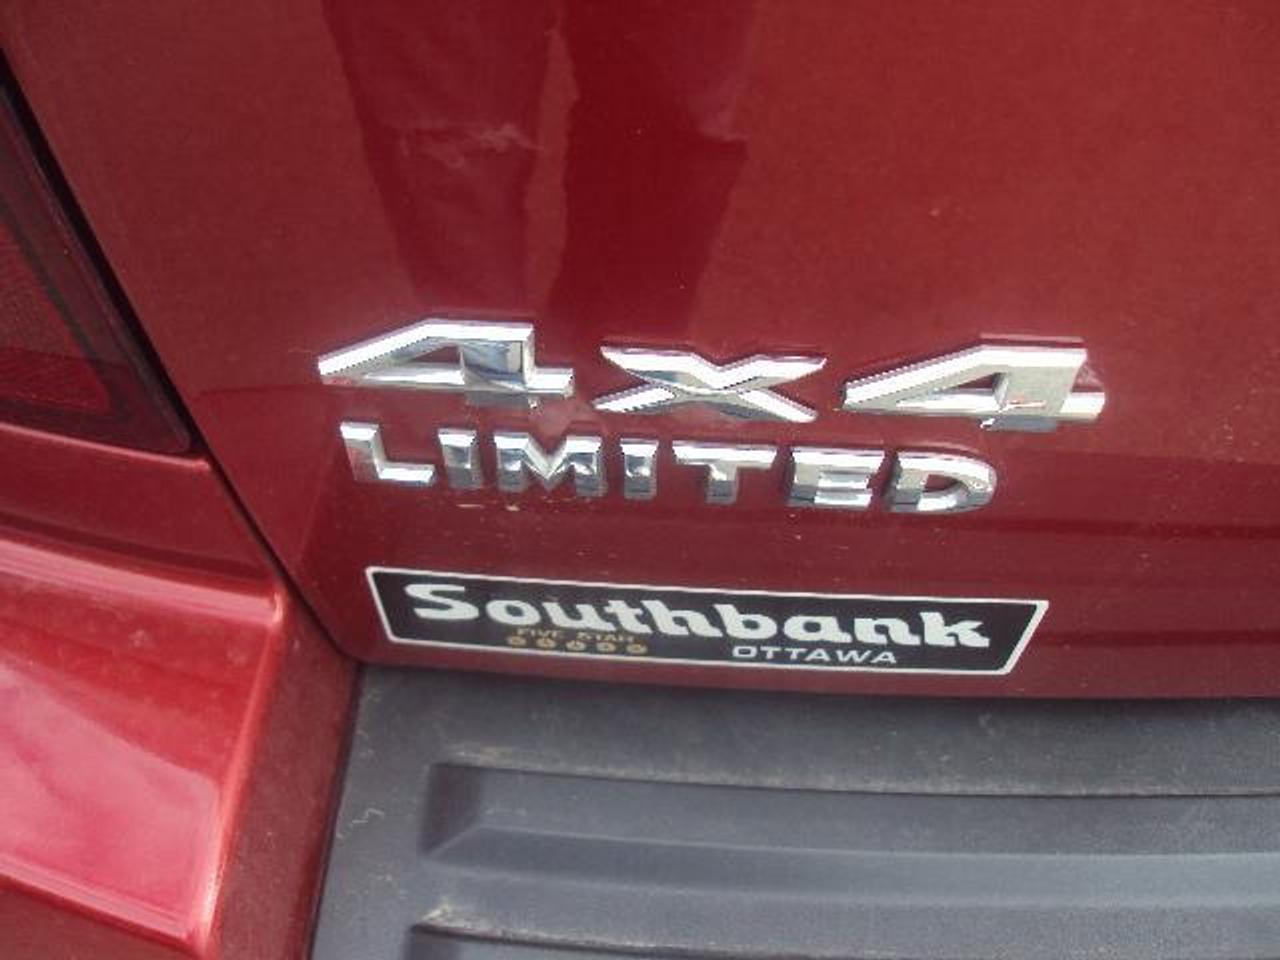 4x4
LIMITED
Southbank
FIVE STAR
OTTAWA